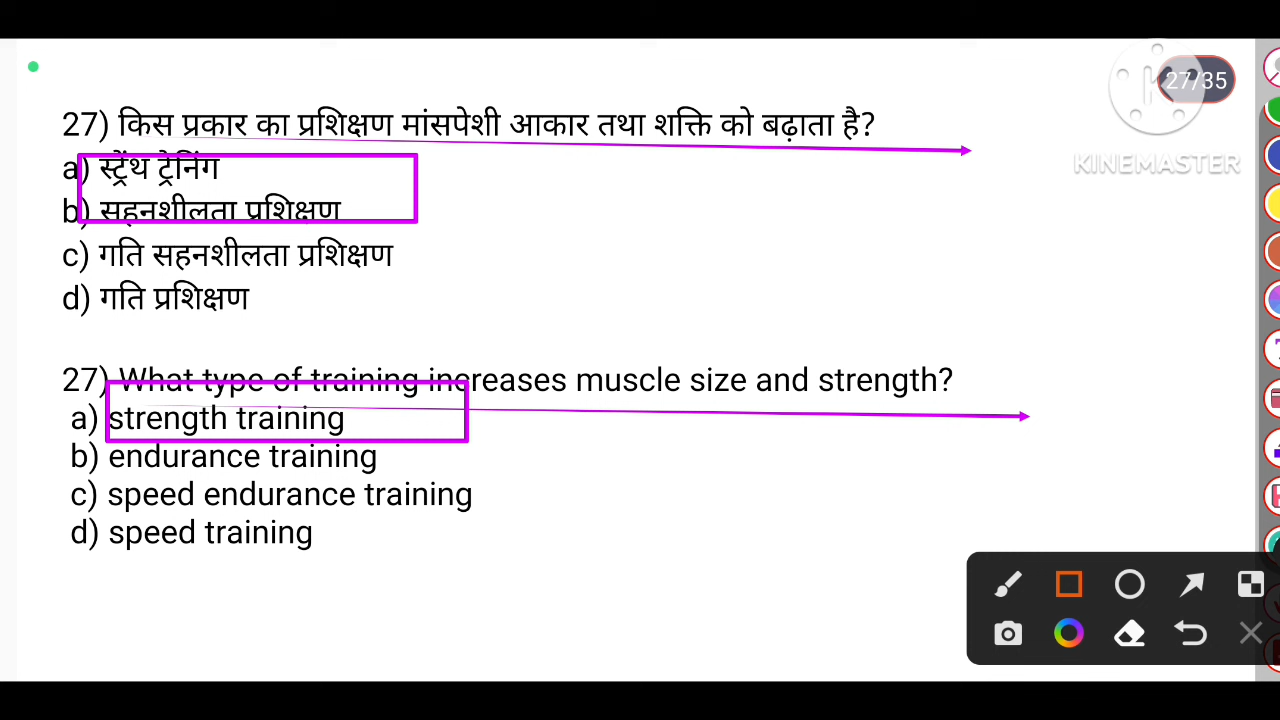 27/35
KINEMASTER
27) किस प्रकार का प्रशिक्षण मांसपेशी आकार तथा शक्ति को बढ़ाता है?
a) स्ट्रेंथ ट्रेनिंग
b) सहनशीलता प्रशिक्षण
c) गति सहनशीलता प्रशिक्षण
d) गति प्रशिक्षण
27) What type of training increases muscle size and strength?
a) strength training
b) endurance training
c) speed endurance training
d) speed training